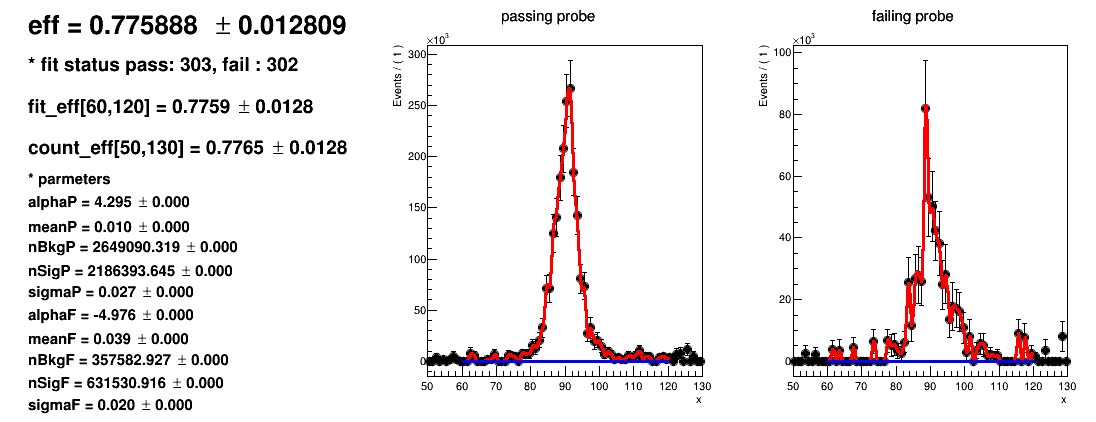 eff = 0.775888 ± 0.012809
* fit status pass: 303, fail : 302
fit_eff[60,120] = 0.7759 ± 0.0128
count_eff[50,130] = 0.7765 ± 0.0128
* parmeters
alphaP = 4.295 ± 0.000
meanP = 0.010 ± 0.000
nBkgP = 2649090.319 ± 0.000
nSigP = 2186393.645 ± 0.000
sigmaP = 0.027 ± 0.000
alphaF = -4.976 ± 0.000
meanF = 0.039 ± 0.000
nBkgF = 357582.927 ± 0.000
nSigF = 631530.916 ± 0.000
sigmaF = 0.020 ± 0.000
passing probe
×10³
Events / ( 1 )
300
250
200
150
100
50
0
50 60 70 80 90 100 110 120 130
x
failing probe
×10³
Events / ( 1 )
100
80
60
40
20
0
50 60 70 80 90 100 110 120 130
x